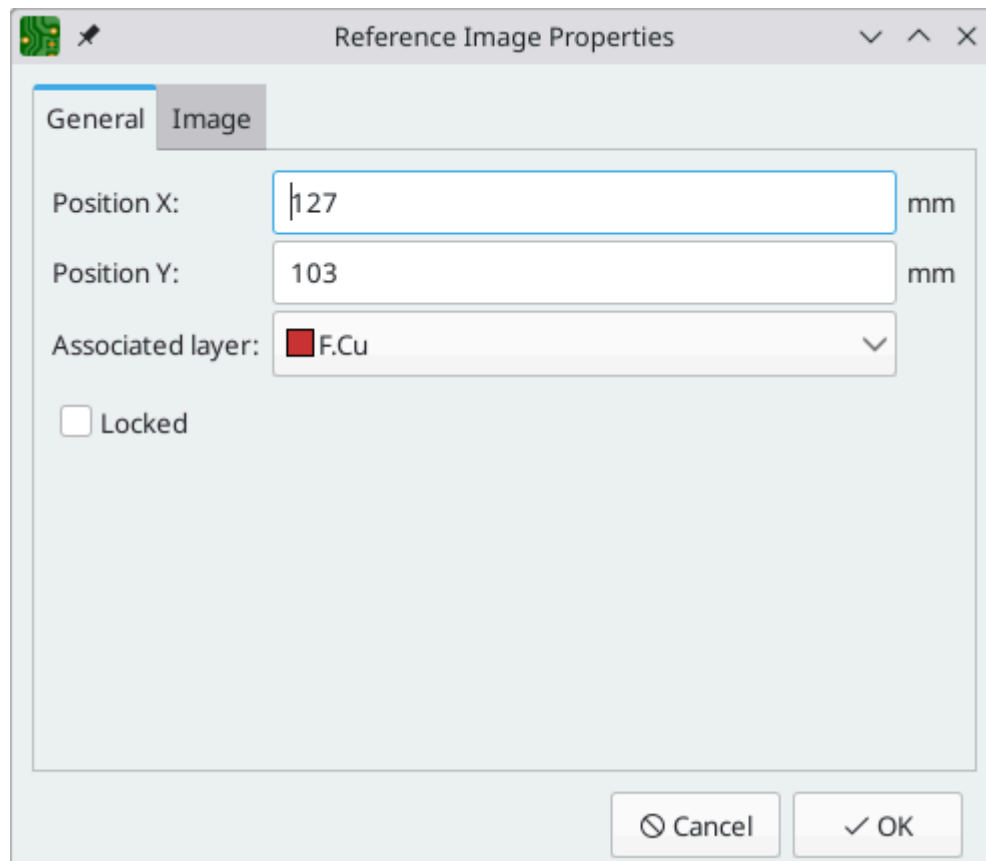 Reference Image Properties
General Image
Position X: 127 mm
Position Y: 103 mm
Associated layer: F.Cu
Locked
Cancel OK